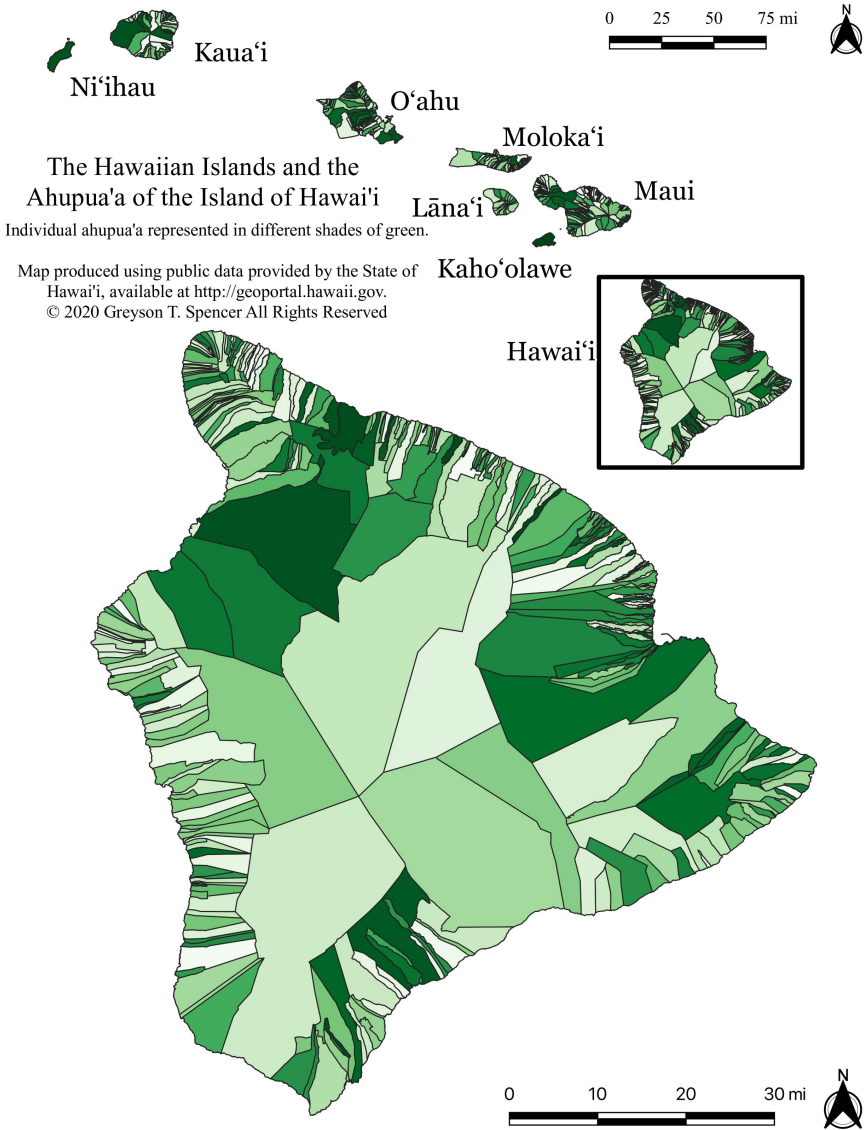 0 25 50 75 mi
N
Kauaʻi
Niʻihau
Oʻahu
Molokaʻi
The Hawaiian Islands and the
Ahupua'a of the Island of Hawai'i
Maui
Lānaʻi
Individual ahupua'a represented in different shades of green.
Kahoʻolawe
Map produced using public data provided by the State of
Hawai'i, available at http://geoportal.hawaii.gov.
© 2020 Greyson T. Spencer All Rights Reserved
Hawaiʻi
0 10 20 30 mi
N